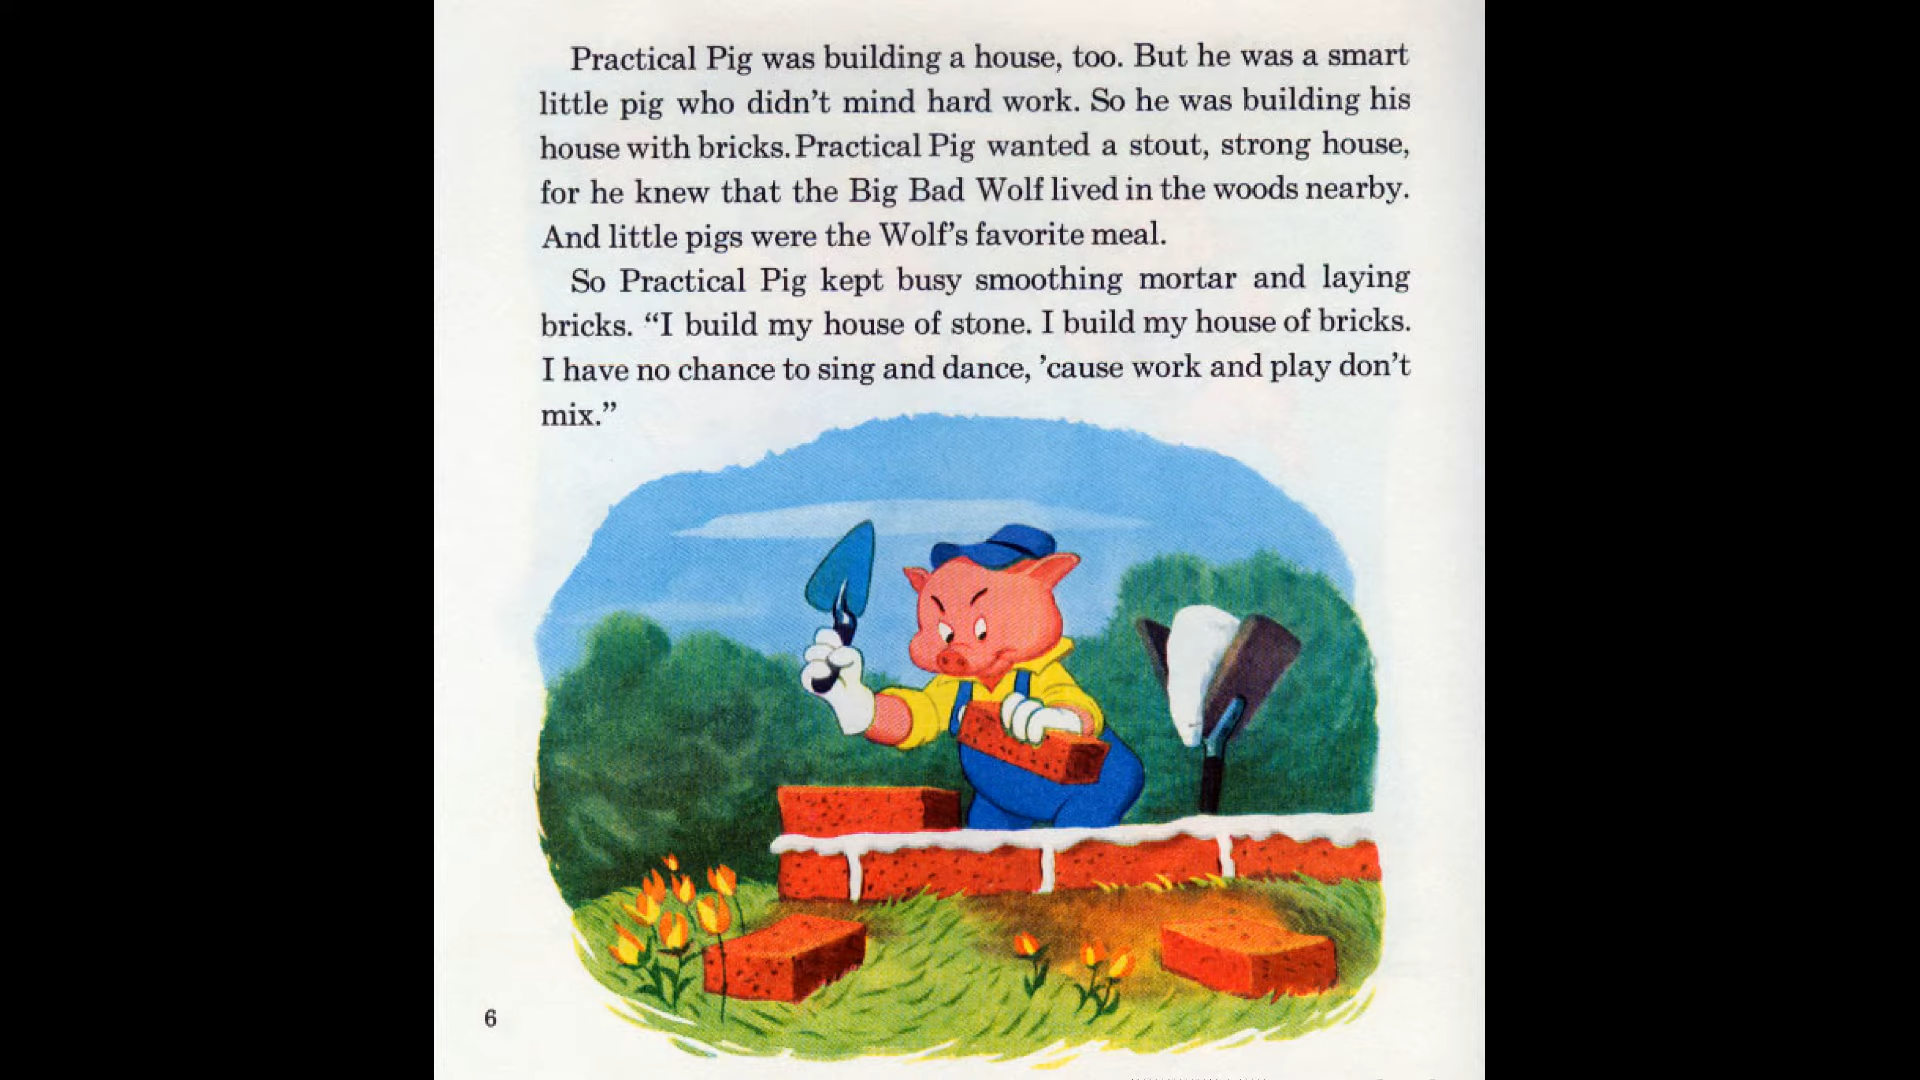 Practical Pig was building a house, too. But he was a smart
little pig who didn't mind hard work. So he was building his
house with bricks. Practical Pig wanted a stout, strong house,
for he knew that the Big Bad Wolf lived in the woods nearby.
And little pigs were the Wolf's favorite meal.
So Practical Pig kept busy smoothing mortar and laying
bricks. “I build my house of stone. I build my house of bricks.
I have no chance to sing and dance, ’cause work and play don’t
mix.”
6